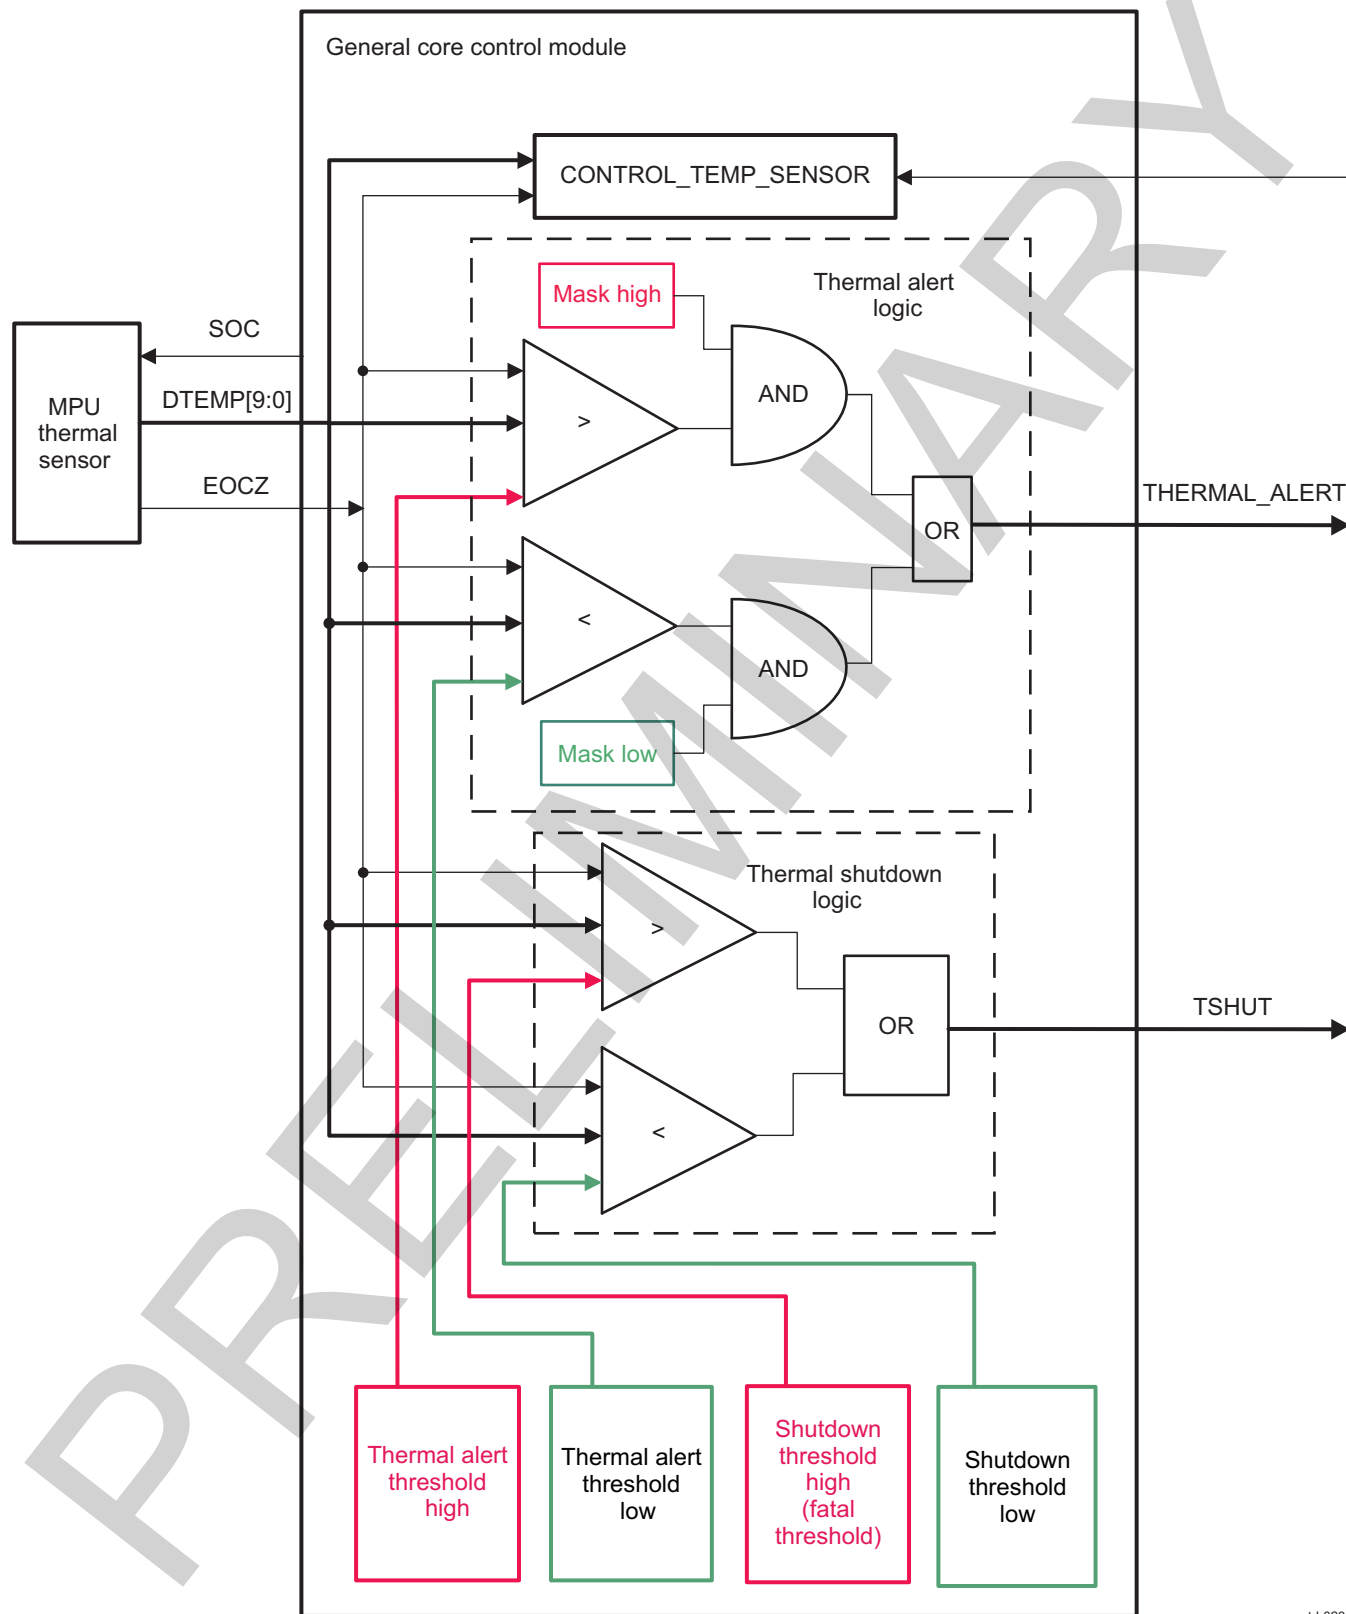 General core control module
CONTROL_TEMP_SENSOR
Mask high
Thermal alert
logic
SOC
DTEMP[9:0]
MPU
thermal
sensor
EOCZ
>
AND
OR
THERMAL_ALERT
<
AND
Mask low
Thermal shutdown
logic
>
OR
TSHUT
<
Thermal alert
threshold
high
Thermal alert
threshold
low
Shutdown
threshold
high
(fatal
threshold)
Shutdown
threshold
low
PRELIMINARY